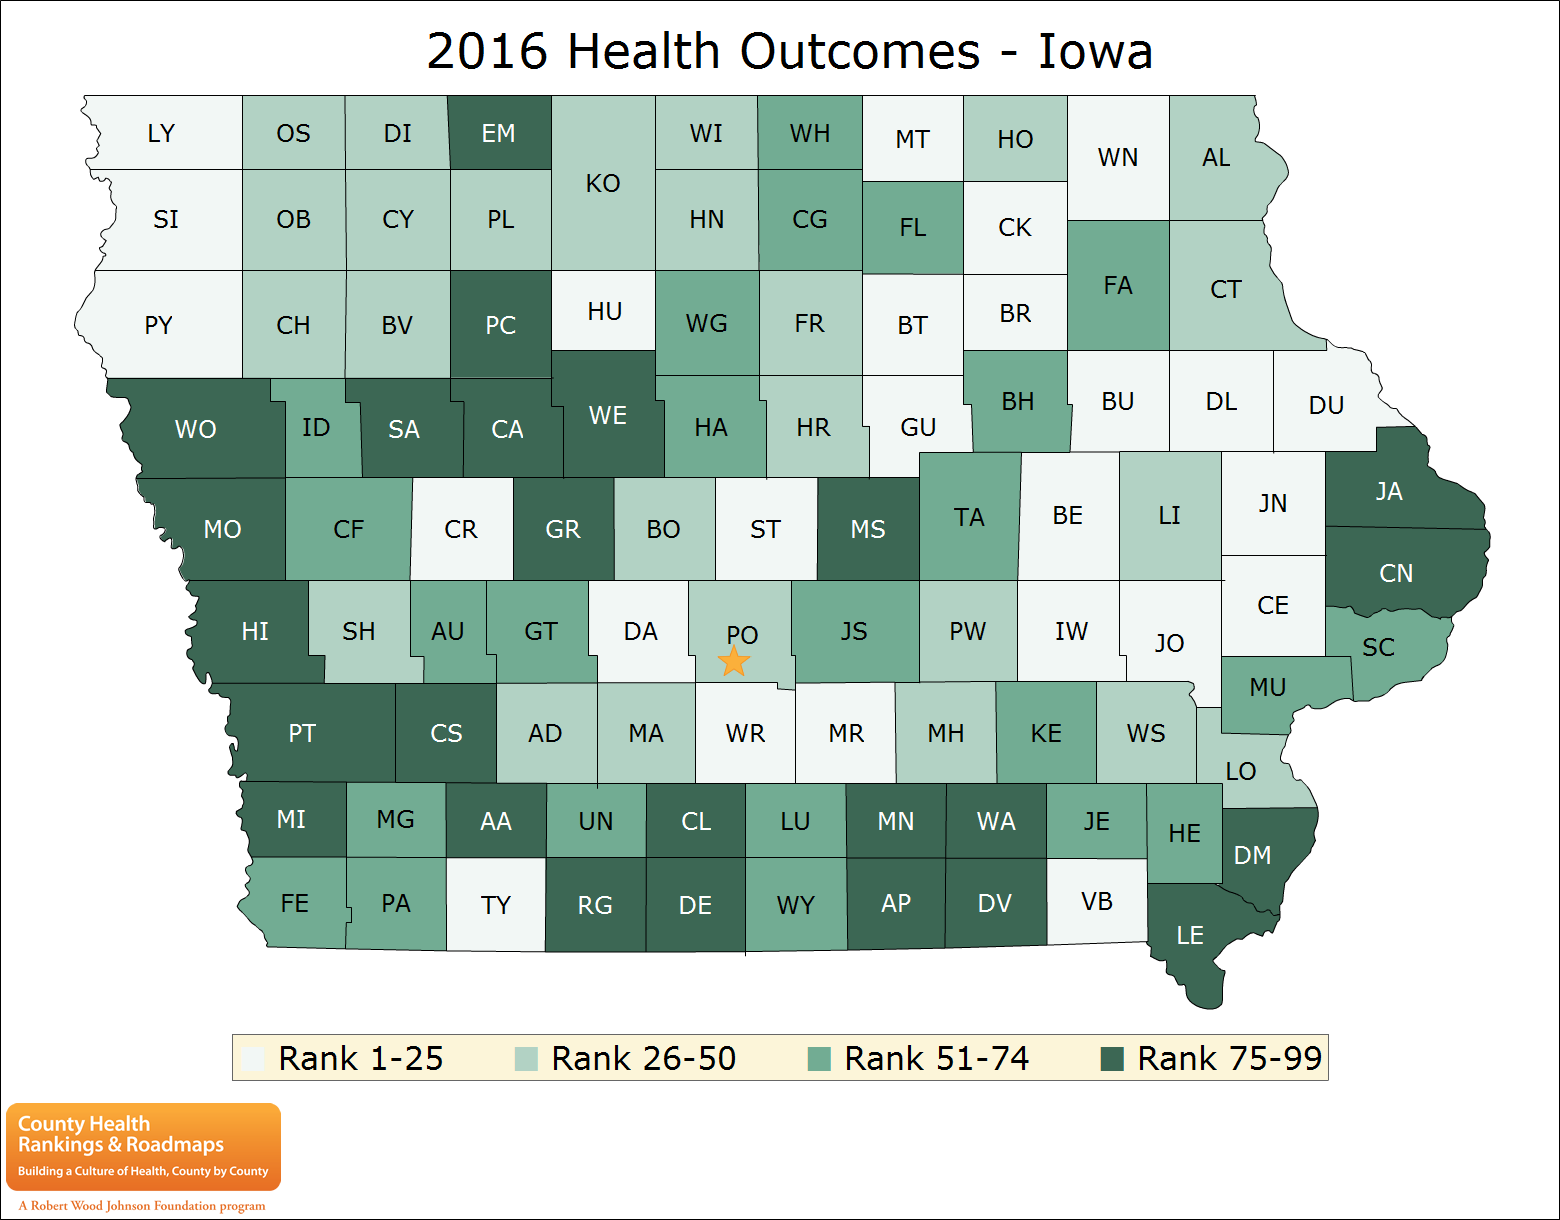 2016 Health Outcomes - Iowa
LY OS DI EM KO WI WH MT HO WN AL
SI OB CY PL HN CG FL CK FA CT
PY CH BV PC HU WG FR BT BR
WO ID SA CA WE HA HR GU BH BU DL DU
MO CF CR GR BO ST MS TA BE LI JN JA
CN
HI SH AU GT DA PO JS PW IW JO CE SC
MU
PT CS AD MA WR MR MH KE WS LO
MI MG AA UN CL LU MN WA JE HE DM
FE PA TY RG DE WY AP DV VB LE
Rank 1-25 Rank 26-50 Rank 51-74 Rank 75-99
County Health
Rankings & Roadmaps
Building a Culture of Health, County by County
A Robert Wood Johnson Foundation program